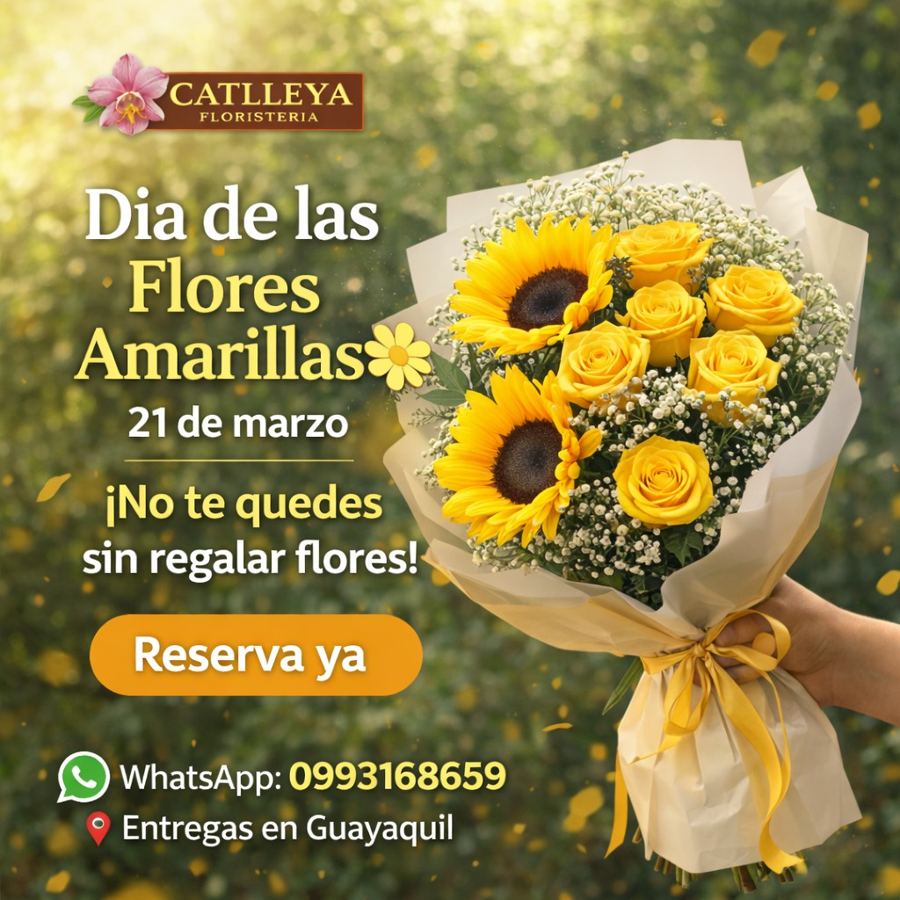 CATLLEYA
FLORISTERIA
Dia de las
Flores
Amarillas
21 de marzo
¡No te quedes
sin regalar flores!
Reserva ya
WhatsApp: 0993168659
Entregas en Guayaquil